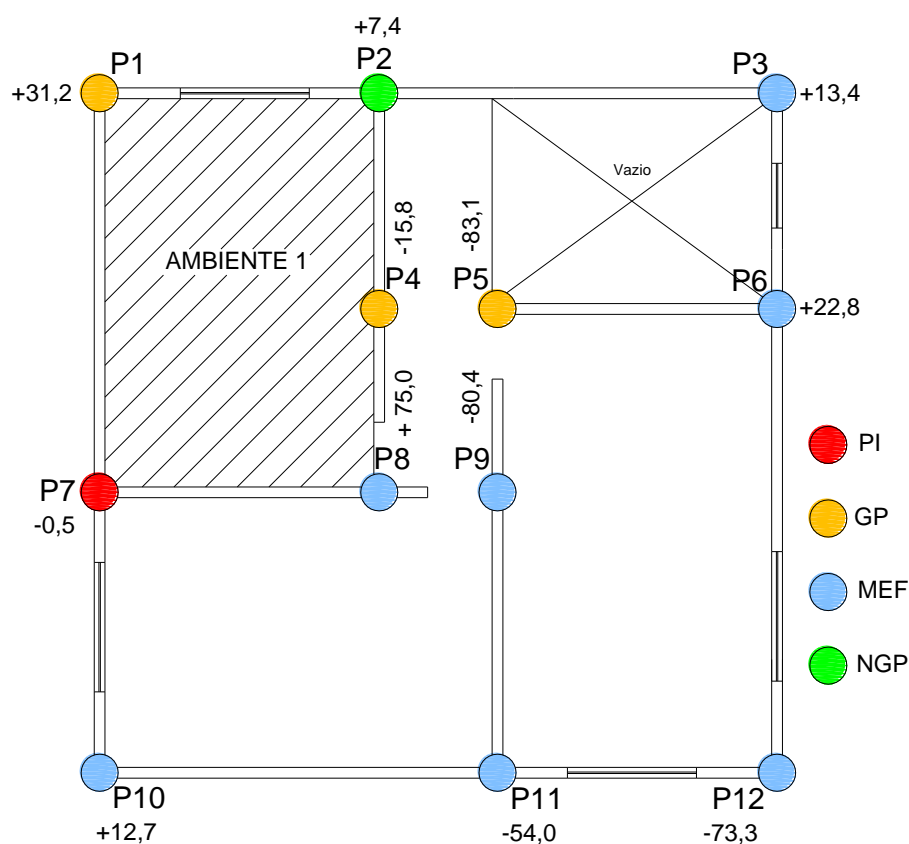 +7,4
P1
P2
P3
+31,2
+13,4
Vazio
-15,8
-83,1
AMBIENTE 1
P4
P5
P6
+22,8
+75,0
-80,4
PI
P7
P8
P9
-0,5
GP
MEF
NGP
P10
P11
P12
+12,7
-54,0
-73,3